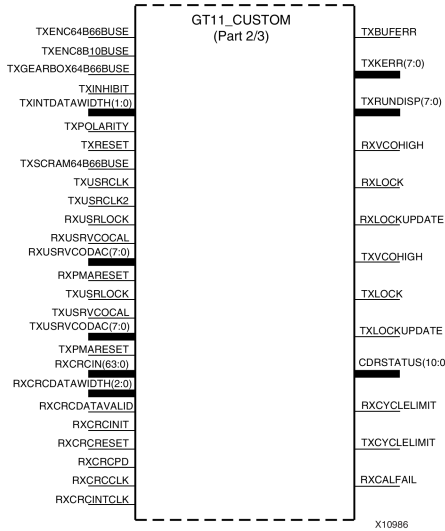 GT11_CUSTOM
(Part 2/3)
TXENC64B66BUSE
TXENC8B10BUSE
TXGEARBOX64B66BUSE
TXINHIBIT
TXINTDATAWIDTH(1:0)
TXPOLARITY
TXRESET
TXSCRAM64B66BUSE
TXUSRCLK
TXUSRCLK2
RXUSRLOCK
RXUSRVCOCAL
RXUSRVCODAC(7:0)
RXPMARESET
TXUSRLOCK
TXUSRVCOCAL
TXUSRVCODAC(7:0)
TXPMARESET
RXCRCIN(63:0)
RXCRCDATAWIDTH(2:0)
RXCRCDATAVALID
RXCRCINIT
RXCRCRESET
RXCRCPD
RXCRCCLK
RXCRCINTCLK
TXBUFERR
TXKERR(7:0)
TXRUNDISP(7:0)
RXVCOHIGH
RXLOCK
RXLOCKUPDATE
TXVCOHIGH
TXLOCK
TXLOCKUPDATE
CDRSTATUS(10:0
RXCYCLELIMIT
TXCYCLELIMIT
RXCALFAIL
X10986